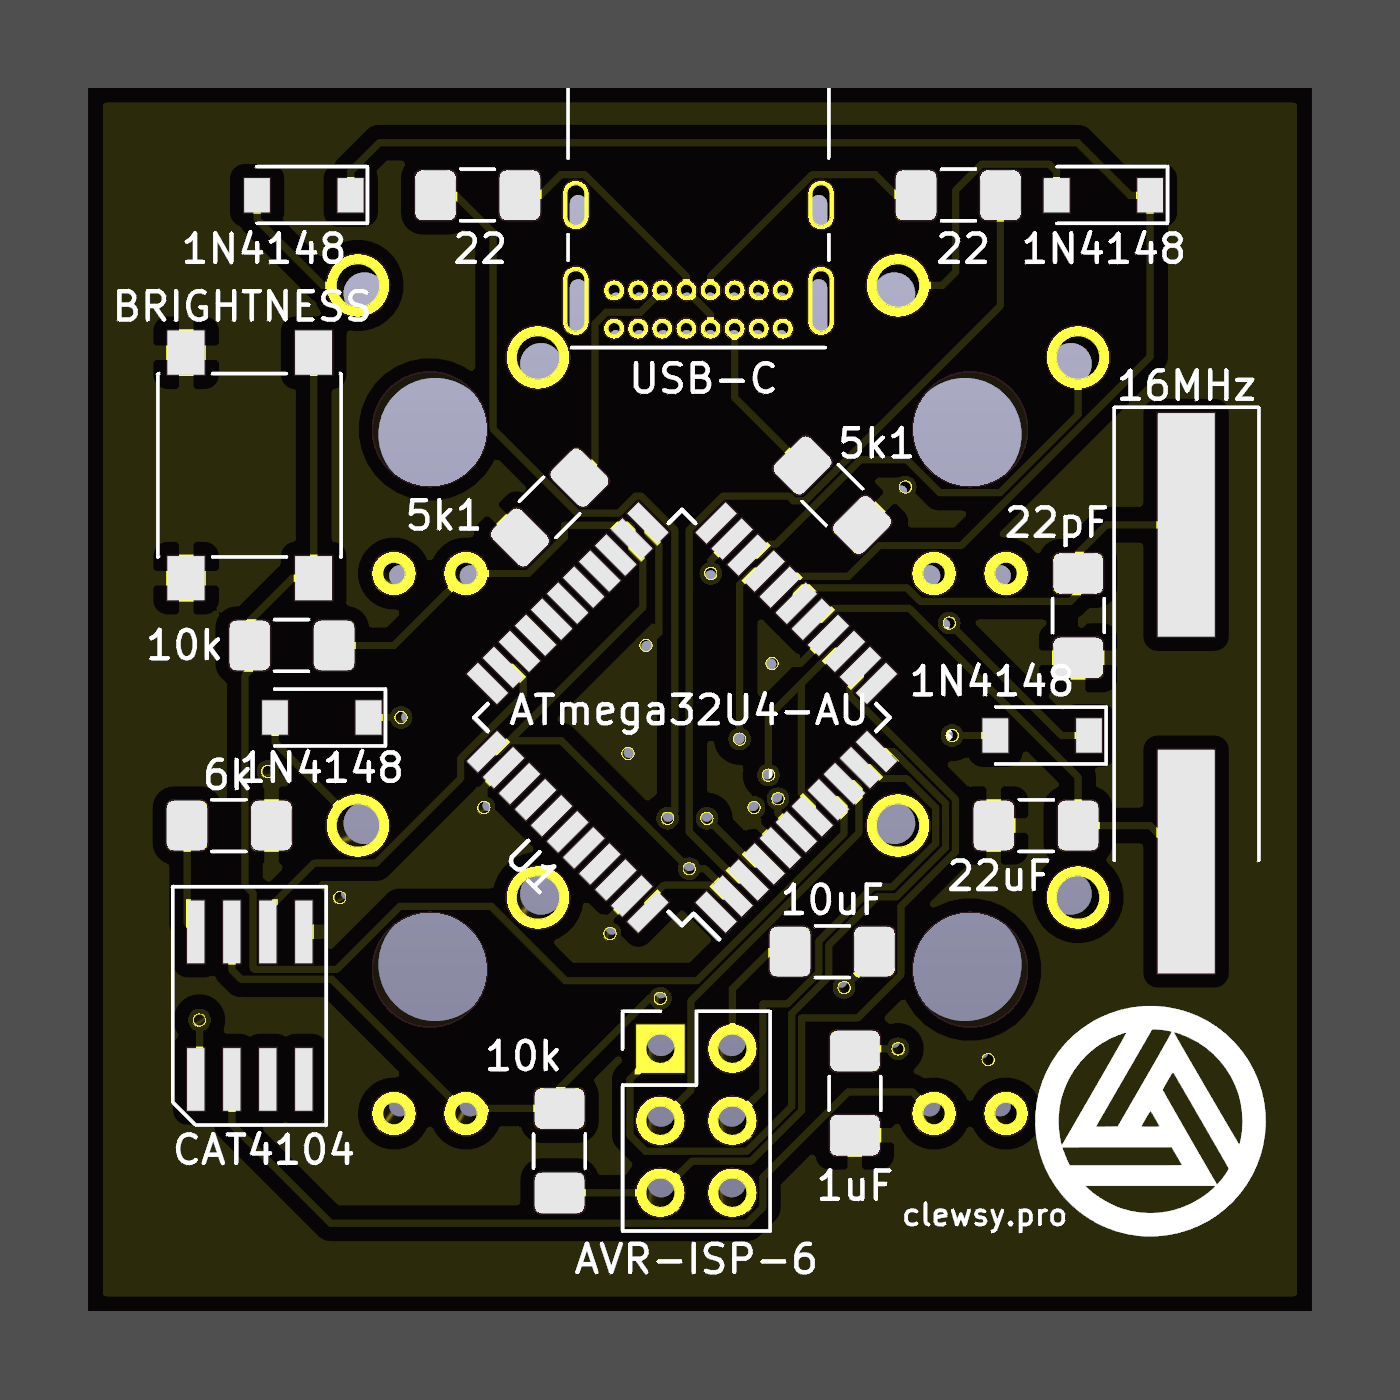 1N4148
22
22
1N4148
BRIGHTNESS
USB-C
16MHz
5k1
5k1
22pF
10k
1N4148
ATmega32U4-AU
6k
1N4148
U1
22uF
10uF
10k
CAT4104
1uF
clewsy.pro
AVR-ISP-6